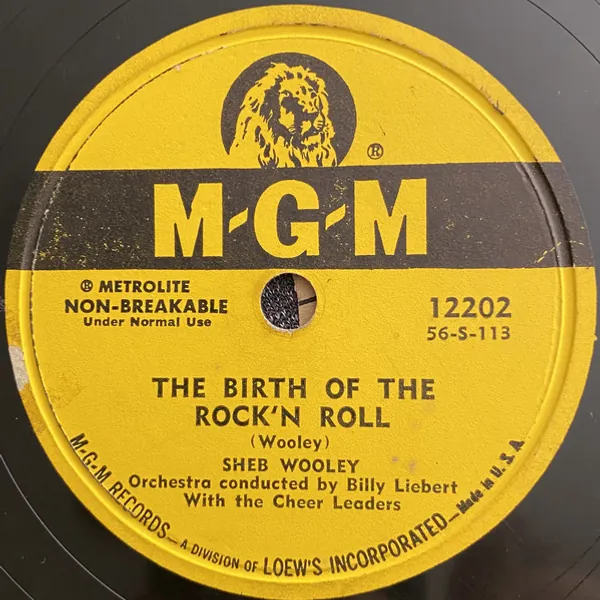 ®
M-G-M
® METROLITE
NON-BREAKABLE
Under Normal Use
12202
56-S-113
THE BIRTH OF THE
ROCK'N ROLL
(Wooley)
SHEB WOOLEY
Orchestra conducted by Billy Liebert
With the Cheer Leaders
M-G-M RECORDS—A DIVISION OF LOEW'S INCORPORATED—Made in U.S.A.